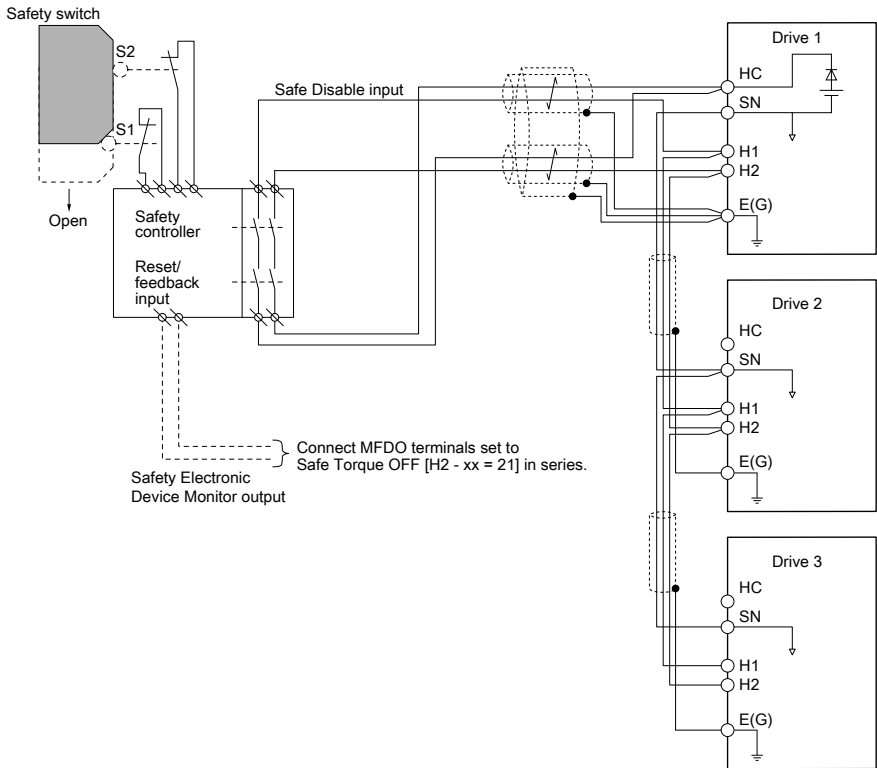 Safety switch
S2
S1
Open
Safety
controller
Reset/
feedback
input
Safe Disable input
Connect MFDO terminals set to
Safe Torque OFF [H2 - xx = 21] in series.
Safety Electronic
Device Monitor output
Drive 1
HC
SN
H1
H2
E(G)
Drive 2
HC
SN
H1
H2
E(G)
Drive 3
HC
SN
H1
H2
E(G)